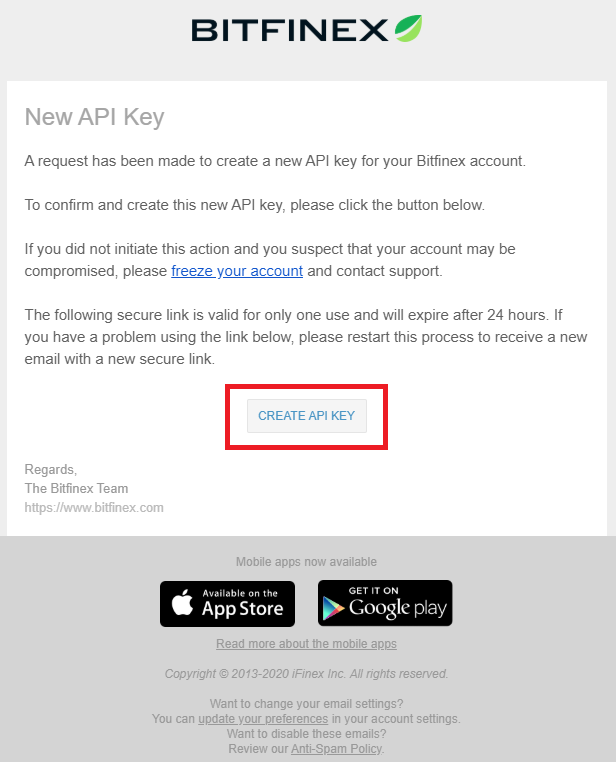 BITFINEX
New API Key
A request has been made to create a new API key for your Bitfinex account.
To confirm and create this new API key, please click the button below.
If you did not initiate this action and you suspect that your account may be
compromised, please freeze your account and contact support.
The following secure link is valid for only one use and will expire after 24 hours. If
you have a problem using the link below, please restart this process to receive a new
email with a new secure link.
CREATE API KEY
Regards,
The Bitfinex Team
https://www.bitfinex.com
Mobile apps now available
Available on the
App Store
GET IT ON
Google play
Read more about the mobile apps
Copyright © 2013-2020 iFinex Inc. All rights reserved.
Want to change your email settings?
You can update your preferences in your account settings.
Want to disable these emails?
Review our Anti-Spam Policy.